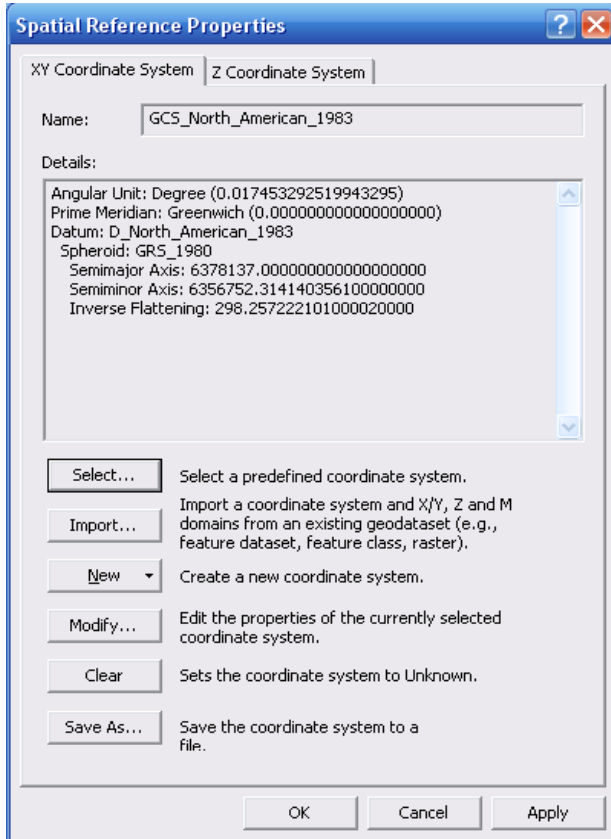 Spatial Reference Properties
?
XY Coordinate System
Z Coordinate System
Name:
GCS_North_American_1983
Details:
Angular Unit: Degree (0.017453292519943295)
Prime Meridian: Greenwich (0.000000000000000000)
Datum: D_North_American_1983
Spheroid: GRS_1980
Semimajor Axis: 6378137.000000000000000000
Semiminor Axis: 6356752.314140356100000000
Inverse Flattening: 298.257222101000020000
Select...
Select a predefined coordinate system.
Import...
Import a coordinate system and X/Y, Z and M
domains from an existing geodataset (e.g.,
feature dataset, feature class, raster).
New
Create a new coordinate system.
Modify...
Edit the properties of the currently selected
coordinate system.
Clear
Sets the coordinate system to Unknown.
Save As...
Save the coordinate system to a
file.
OK
Cancel
Apply